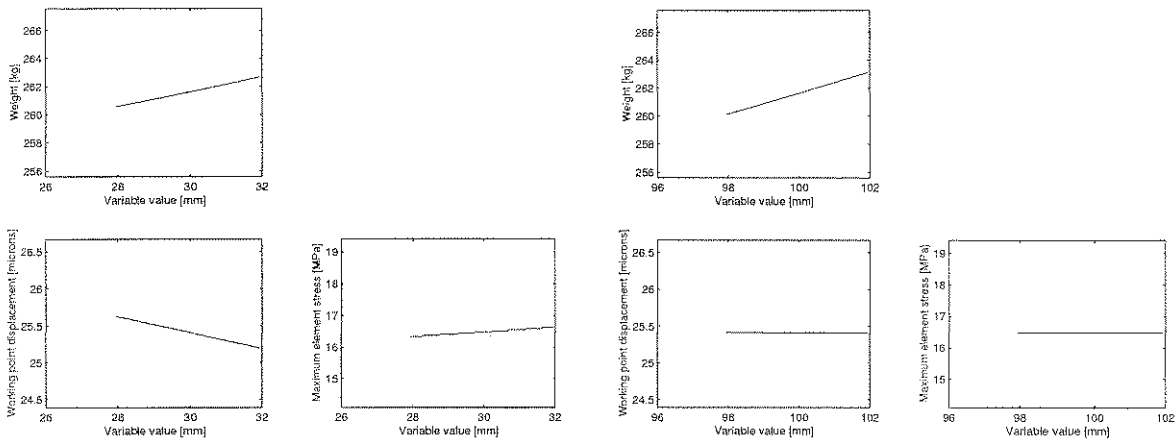 Weight [kg]
266
264
262
260
258
256
26 28 30 32
Variable value [mm]
Weight [kg]
266
264
262
260
258
256
96 98 100 102
Variable value [mm]
Working point displacement [microns]
26.5
26
25.5
25
24.5
26 28 30 32
Variable value [mm]
Maximum element stress [MPa]
19
18
17
16
15
26 28 30 32
Variable value [mm]
Working point displacement [microns]
26.5
26
25.5
25
24.5
96 98 100 102
Variable value [mm]
Maximum element stress [MPa]
19
18
17
16
15
96 98 100 102
Variable value [mm]